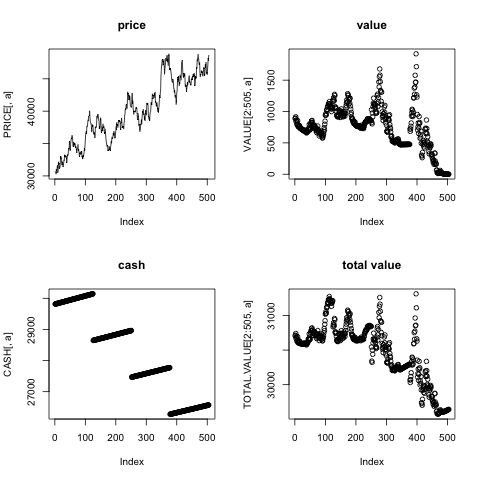 price
PRICE[, a]
30000
40000
0 100 200 300 400 500
Index
value
VALUE[2:505, a]
0 500 1000 1500
0 100 200 300 400 500
Index
cash
CASH[, a]
27000 29000
0 100 200 300 400 500
Index
total value
TOTAL.VALUE[2:505, a]
30000 31000
0 100 200 300 400 500
Index